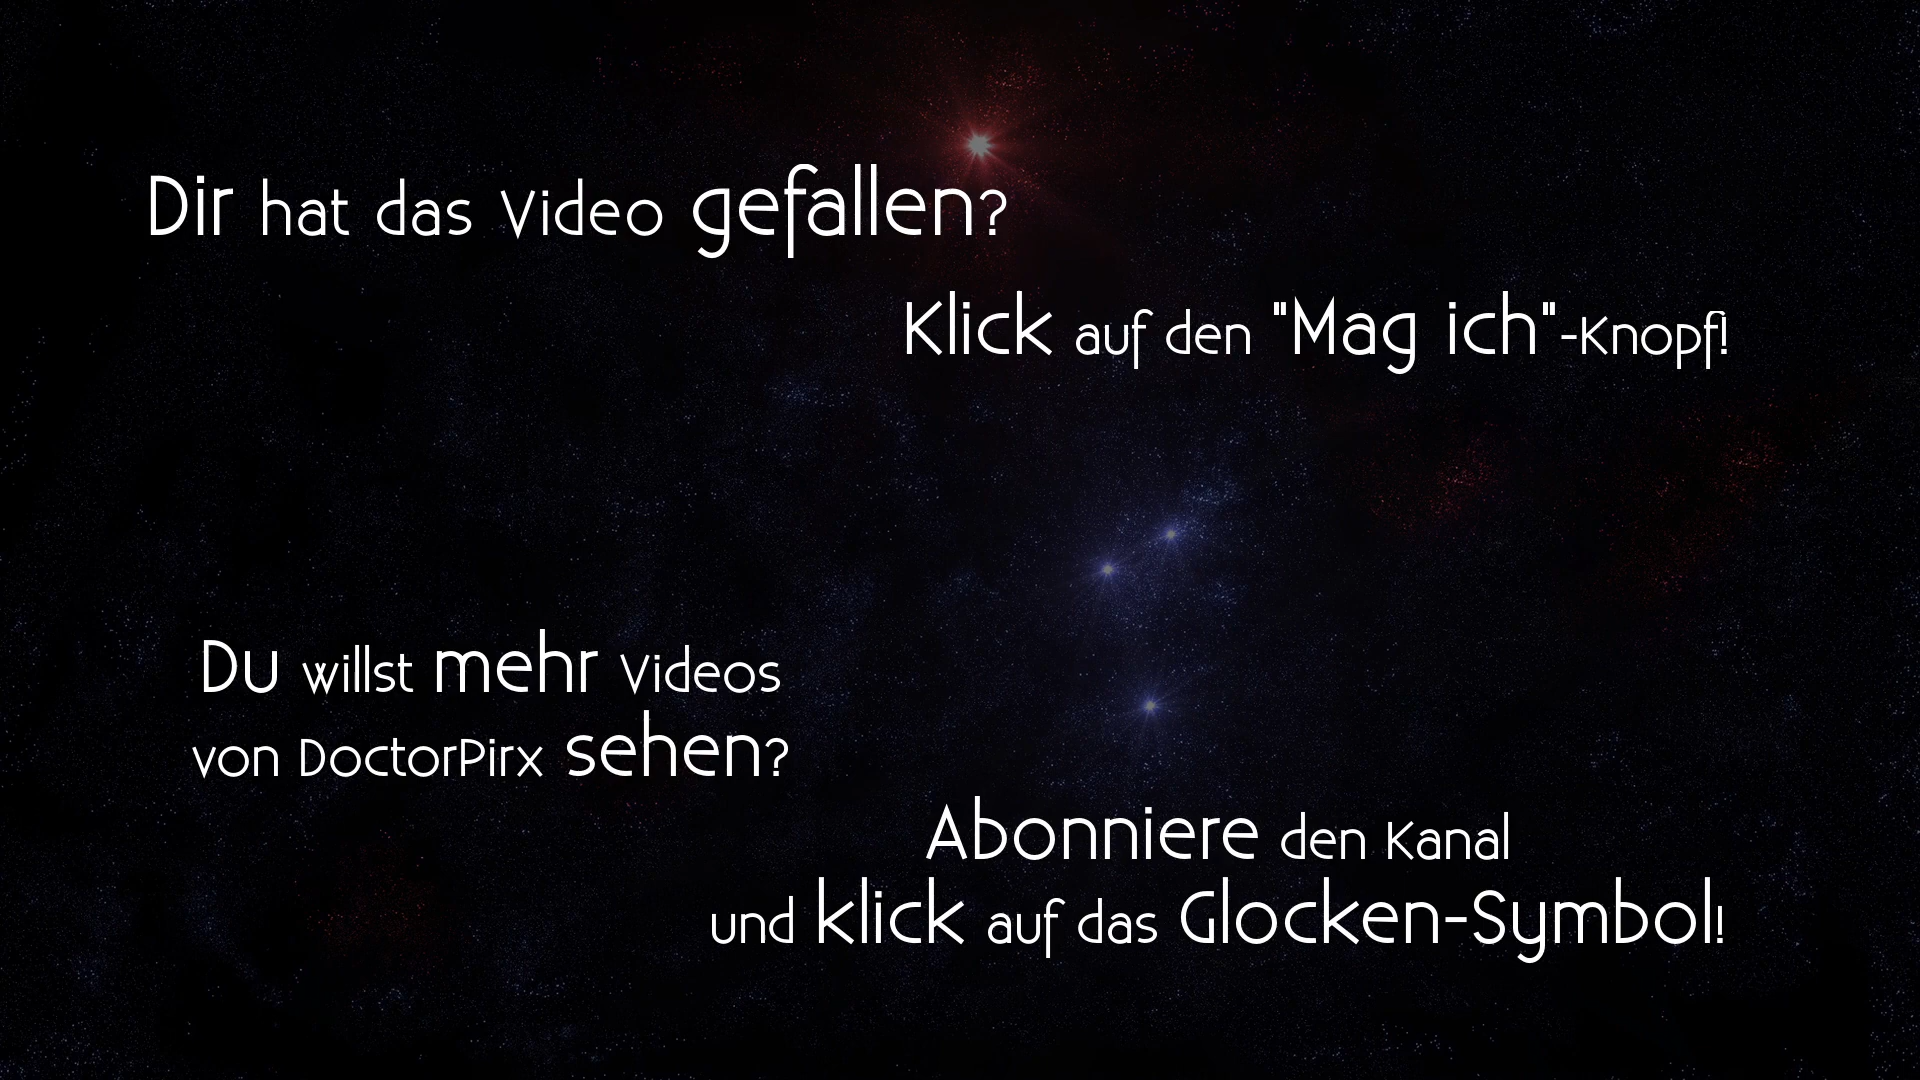 Dir hat das Video gefallen?
Klick auf den "Mag ich"-Knopf!
Du willst mehr Videos
von DoctorPirx sehen?
Abonniere den Kanal
und klick auf das Glocken-Symbol!